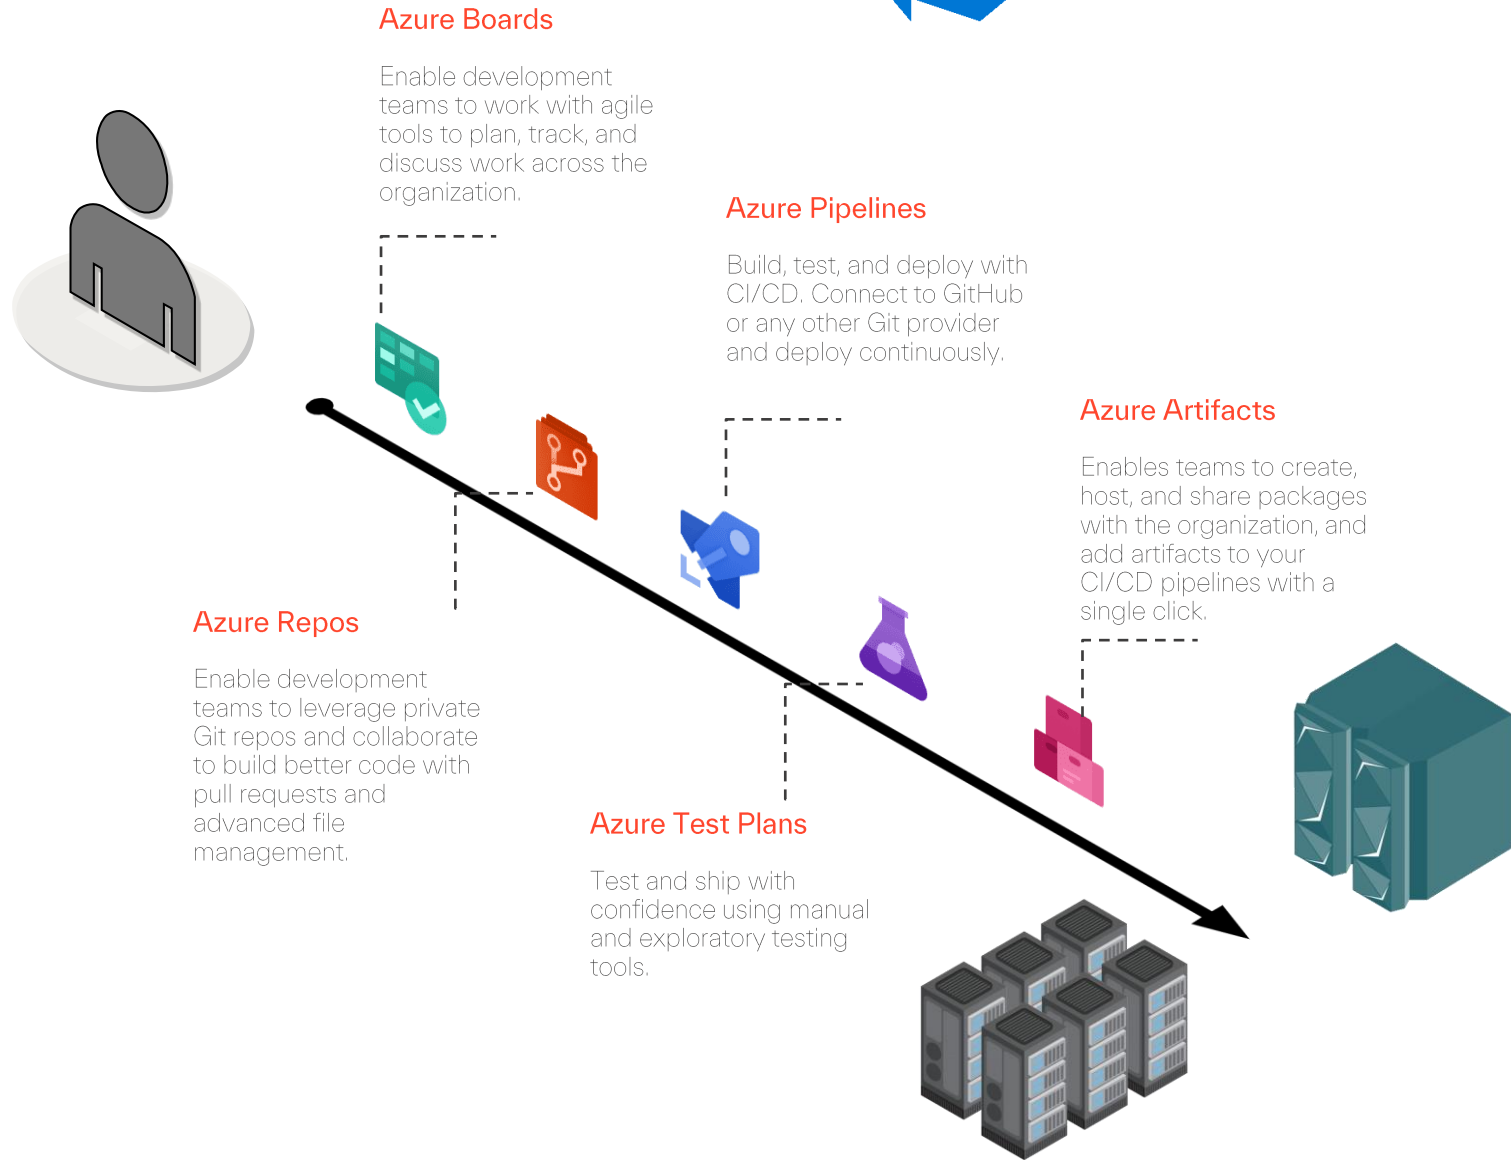 Azure Boards
Enable development
teams to work with agile
tools to plan, track, and
discuss work across the
organization.
Azure Pipelines
Build, test, and deploy with
CI/CD. Connect to GitHub
or any other Git provider
and deploy continuously.
Azure Artifacts
Enables teams to create,
host, and share packages
with the organization, and
add artifacts to your
CI/CD pipelines with a
single click.
Azure Repos
Enable development
teams to leverage private
Git repos and collaborate
to build better code with
pull requests and
advanced file
management.
Azure Test Plans
Test and ship with
confidence using manual
and exploratory testing
tools.